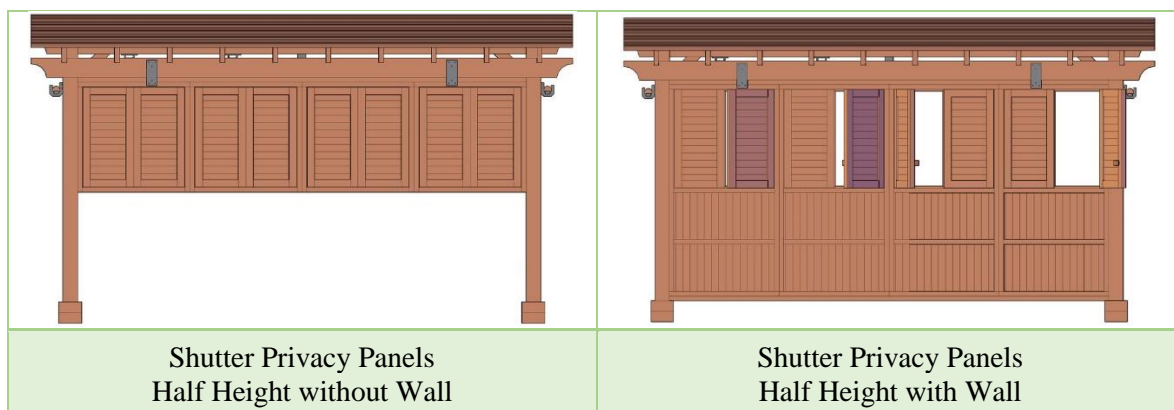 Shutter Privacy Panels
Half Height without Wall
Shutter Privacy Panels
Half Height with Wall